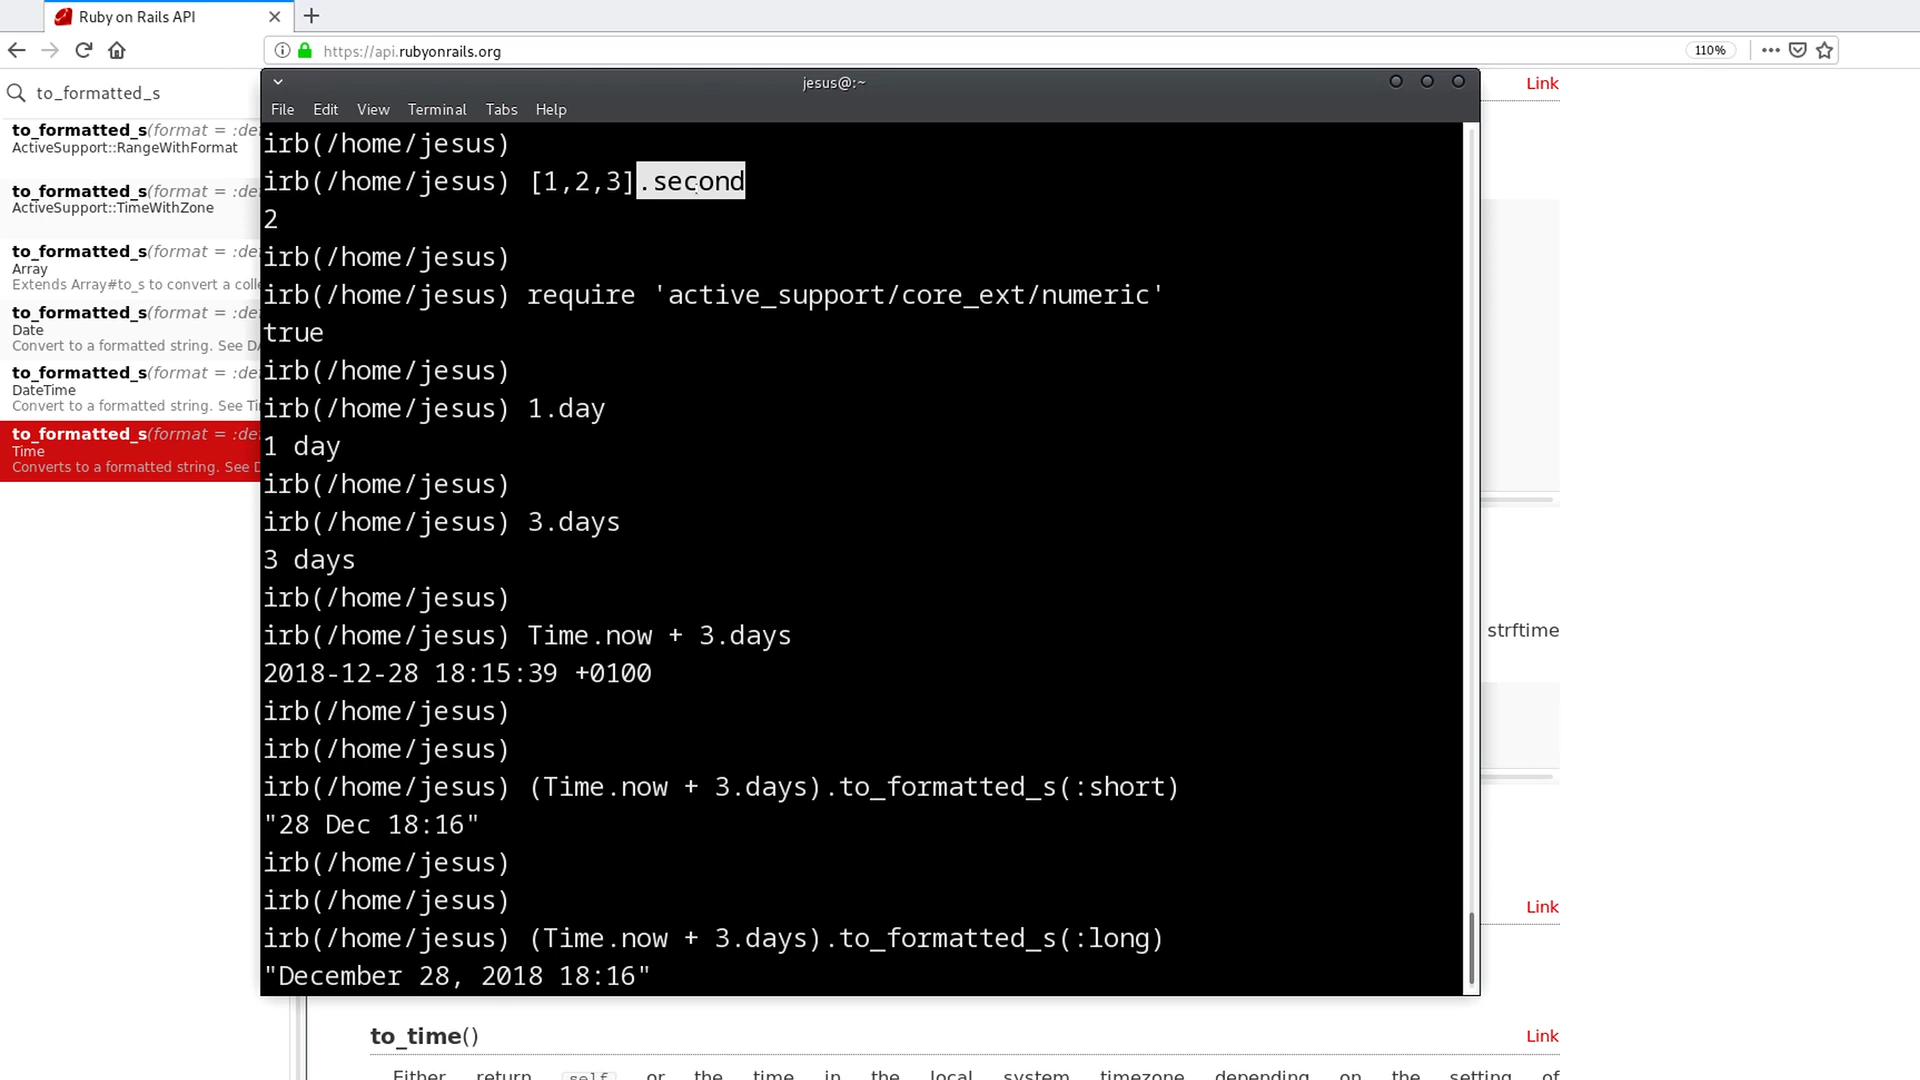 Ruby on Rails API
https://api.rubyonrails.org
110%
to_formatted_s
to_formatted_s(format = :de
ActiveSupport::RangeWithFormat
to_formatted_s(format = :de
ActiveSupport::TimeWithZone
to_formatted_s(format = :de
Array
Extends Array#to_s to convert a colle
to_formatted_s(format = :de
Date
Convert to a formatted string. See DA
to_formatted_s(format = :de
DateTime
Convert to a formatted string. See Tir
to_formatted_s(format = :de
Time
Converts to a formatted string. See D
jesus@:~
File Edit View Terminal Tabs Help
irb(/home/jesus)
irb(/home/jesus) [1,2,3].second
2
irb(/home/jesus)
irb(/home/jesus) require 'active_support/core_ext/numeric'
true
irb(/home/jesus)
irb(/home/jesus) 1.day
1 day
irb(/home/jesus)
irb(/home/jesus) 3.days
3 days
irb(/home/jesus)
irb(/home/jesus) Time.now + 3.days
2018-12-28 18:15:39 +0100
irb(/home/jesus)
irb(/home/jesus)
irb(/home/jesus) (Time.now + 3.days).to_formatted_s(:short)
"28 Dec 18:16"
irb(/home/jesus)
irb(/home/jesus)
irb(/home/jesus) (Time.now + 3.days).to_formatted_s(:long)
"December 28, 2018 18:16"
Link
strftime
Link
to_time()
Link
Either return self or the time in the local system timezone depending on the setting of